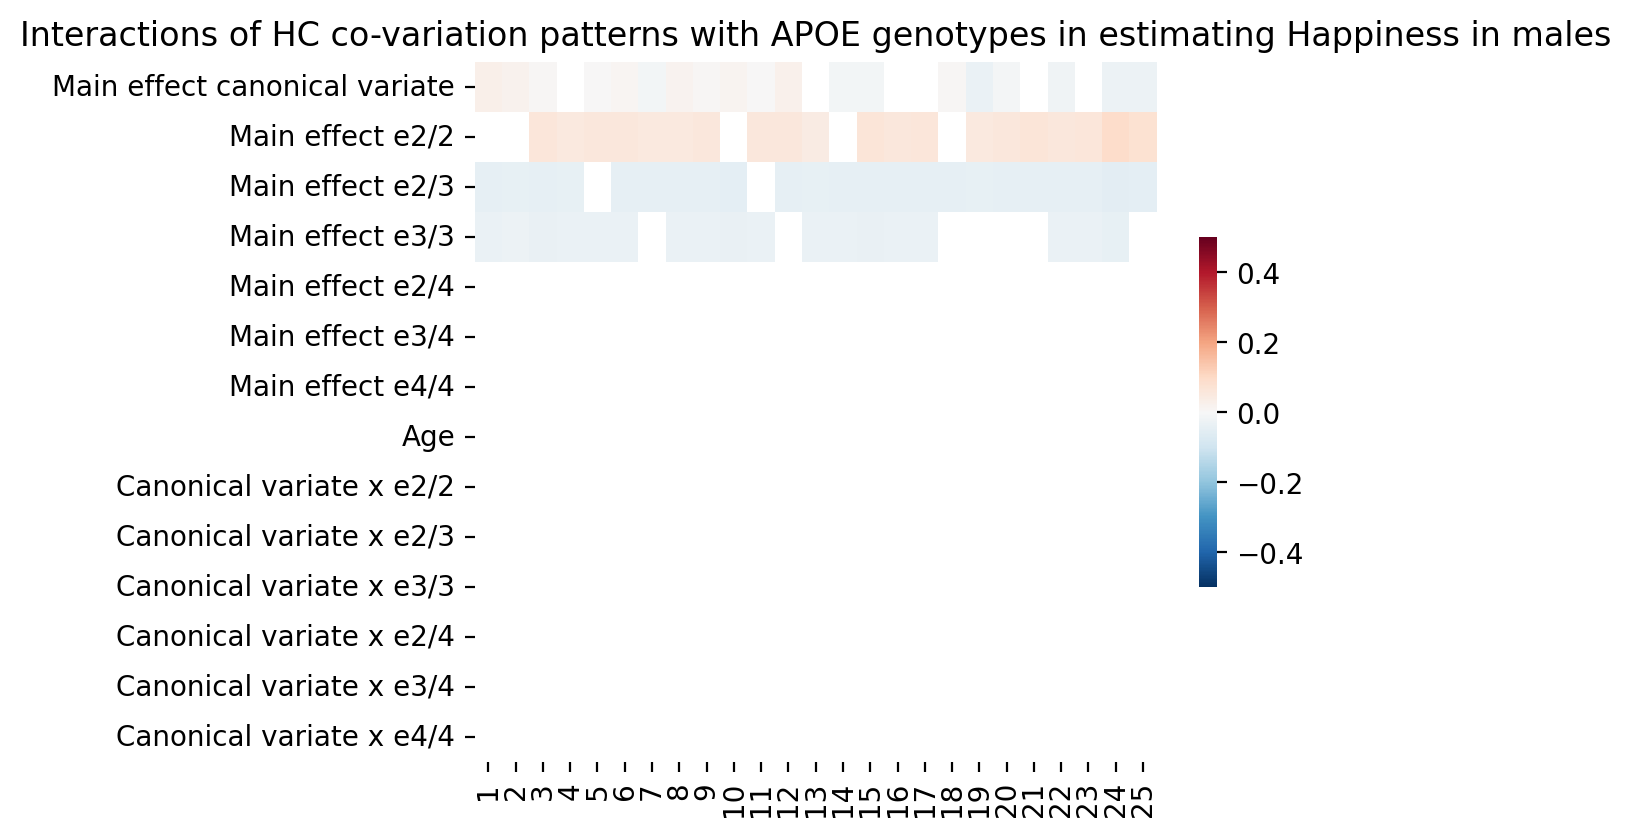 Interactions of HC co-variation patterns with APOE genotypes in estimating Happiness in males
Main effect canonical variate
Main effect e2/2
Main effect e2/3
Main effect e3/3
Main effect e2/4
Main effect e3/4
Main effect e4/4
Age
Canonical variate x e2/2
Canonical variate x e2/3
Canonical variate x e3/3
Canonical variate x e2/4
Canonical variate x e3/4
Canonical variate x e4/4
1 2 3 4 5 6 7 8 9 10 11 12 13 14 15 16 17 18 19 20 21 22 23 24 25
0.4
0.2
0.0
−0.2
−0.4